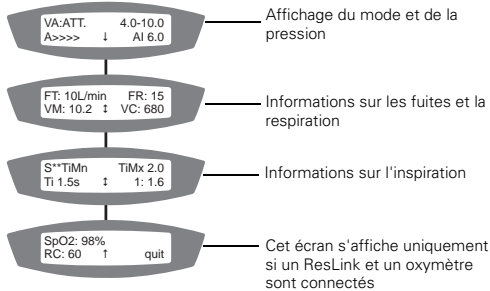 VA:ATT. 4.0-10.0
A>>>> ↓ AI 6.0
Affichage du mode et de la
pression
FT: 10L/min FR: 15
VM: 10.2 ↕ VC: 680
Informations sur les fuites et la
respiration
S**TiMn TiMx 2.0
Ti 1.5s ↕ 1: 1.6
Informations sur l'inspiration
SpO2: 98%
RC: 60 ↑ quit
Cet écran s'affiche uniquement
si un ResLink et un oxymètre
sont connectés